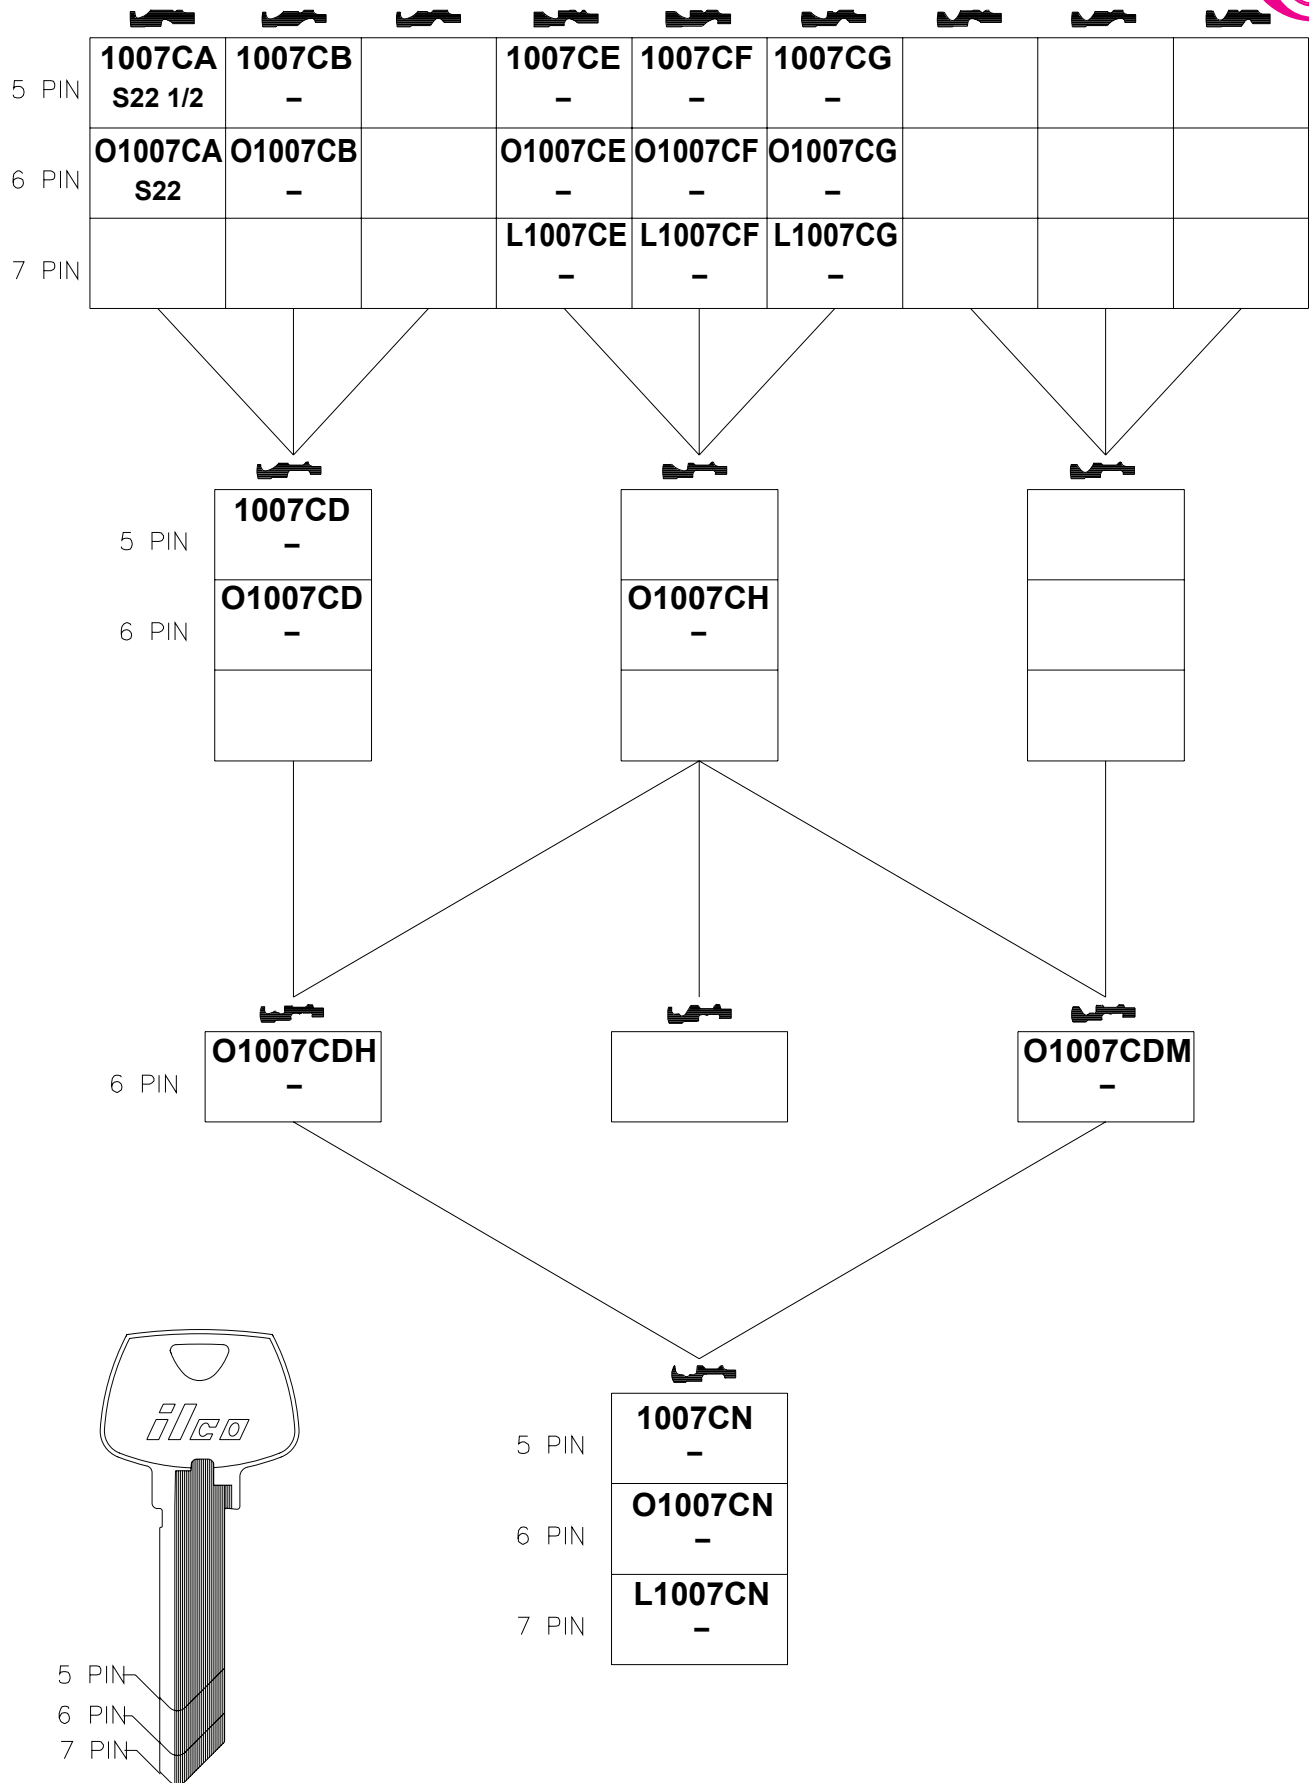 1007CA 1007CB 1007CE 1007CF 1007CG
5 PIN
S22 1/2 – – – –
O1007CA O1007CB O1007CE O1007CF O1007CG
6 PIN
S22 – – – –
L1007CE L1007CF L1007CG
7 PIN
– – –
1007CD
5 PIN
–
O1007CD O1007CH
6 PIN
– –
O1007CDH O1007CDM
6 PIN
– –
ilco
1007CN
5 PIN
–
O1007CN
6 PIN
–
L1007CN
7 PIN
–
5 PIN
6 PIN
7 PIN